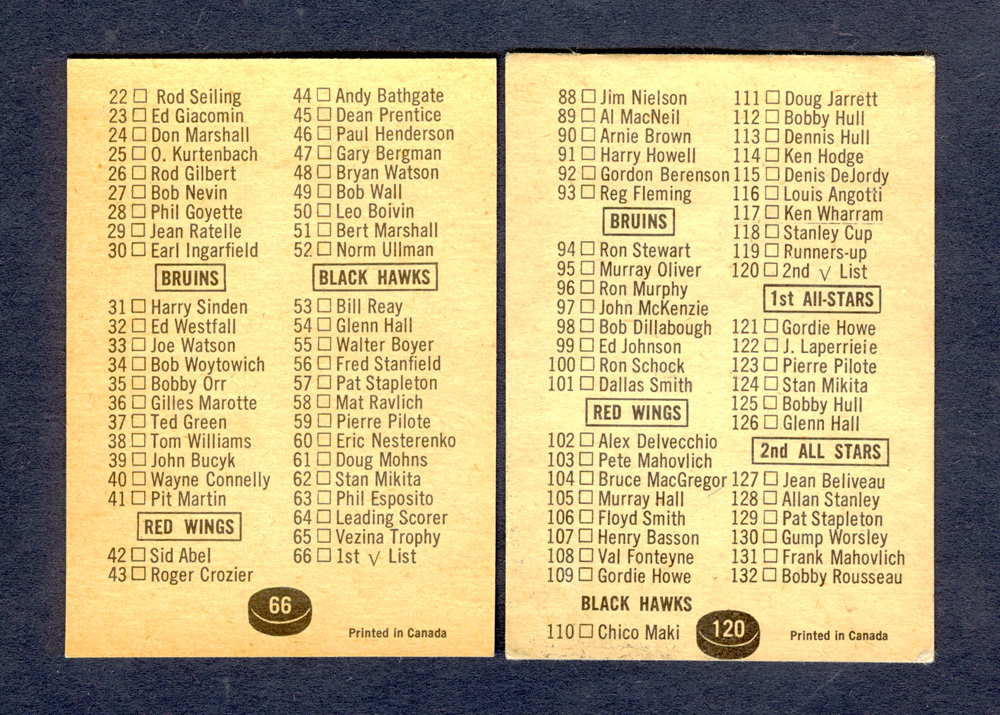 22 □ Rod Seiling
23 □ Ed Giacomin
24 □ Don Marshall
25 □ O. Kurtenbach
26 □ Rod Gilbert
27 □ Bob Nevin
28 □ Phil Goyette
29 □ Jean Ratelle
30 □ Earl Ingarfield
BRUINS
31 □ Harry Sinden
32 □ Ed Westfall
33 □ Joe Watson
34 □ Bob Woytowich
35 □ Bobby Orr
36 □ Gilles Marotte
37 □ Ted Green
38 □ Tom Williams
39 □ John Bucyk
40 □ Wayne Connelly
41 □ Pit Martin
RED WINGS
42 □ Sid Abel
43 □ Roger Crozier
44 □ Andy Bathgate
45 □ Dean Prentice
46 □ Paul Henderson
47 □ Gary Bergman
48 □ Bryan Watson
49 □ Bob Wall
50 □ Leo Boivin
51 □ Bert Marshall
52 □ Norm Ullman
BLACK HAWKS
53 □ Bill Reay
54 □ Glenn Hall
55 □ Walter Boyer
56 □ Fred Stanfield
57 □ Pat Stapleton
58 □ Mat Ravlich
59 □ Pierre Pilote
60 □ Eric Nesterenko
61 □ Doug Mohns
62 □ Stan Mikita
63 □ Phil Esposito
64 □ Leading Scorer
65 □ Vezina Trophy
66 □ 1st √ List
66
Printed in Canada
88 □ Jim Nielson
89 □ Al MacNeil
90 □ Arnie Brown
91 □ Harry Howell
92 □ Gordon Berenson
93 □ Reg Fleming
BRUINS
94 □ Ron Stewart
95 □ Murray Oliver
96 □ Ron Murphy
97 □ John McKenzie
98 □ Bob Dillabough
99 □ Ed Johnson
100 □ Ron Schock
101 □ Dallas Smith
RED WINGS
102 □ Alex Delvecchio
103 □ Pete Mahovlich
104 □ Bruce MacGregor
105 □ Murray Hall
106 □ Floyd Smith
107 □ Henry Basson
108 □ Val Fonteyne
109 □ Gordie Howe
BLACK HAWKS
110 □ Chico Maki
111 □ Doug Jarrett
112 □ Bobby Hull
113 □ Dennis Hull
114 □ Ken Hodge
115 □ Denis DeJordy
116 □ Louis Angotti
117 □ Ken Wharram
118 □ Stanley Cup
119 □ Runners-up
120 □ 2nd √ List
1st All-STARS
121 □ Gordie Howe
122 □ J. Laperrieie
123 □ Pierre Pilote
124 □ Stan Mikita
125 □ Bobby Hull
126 □ Glenn Hall
2nd ALL STARS
127 □ Jean Beliveau
128 □ Allan Stanley
129 □ Pat Stapleton
130 □ Gump Worsley
131 □ Frank Mahovlich
132 □ Bobby Rousseau
120
Printed in Canada